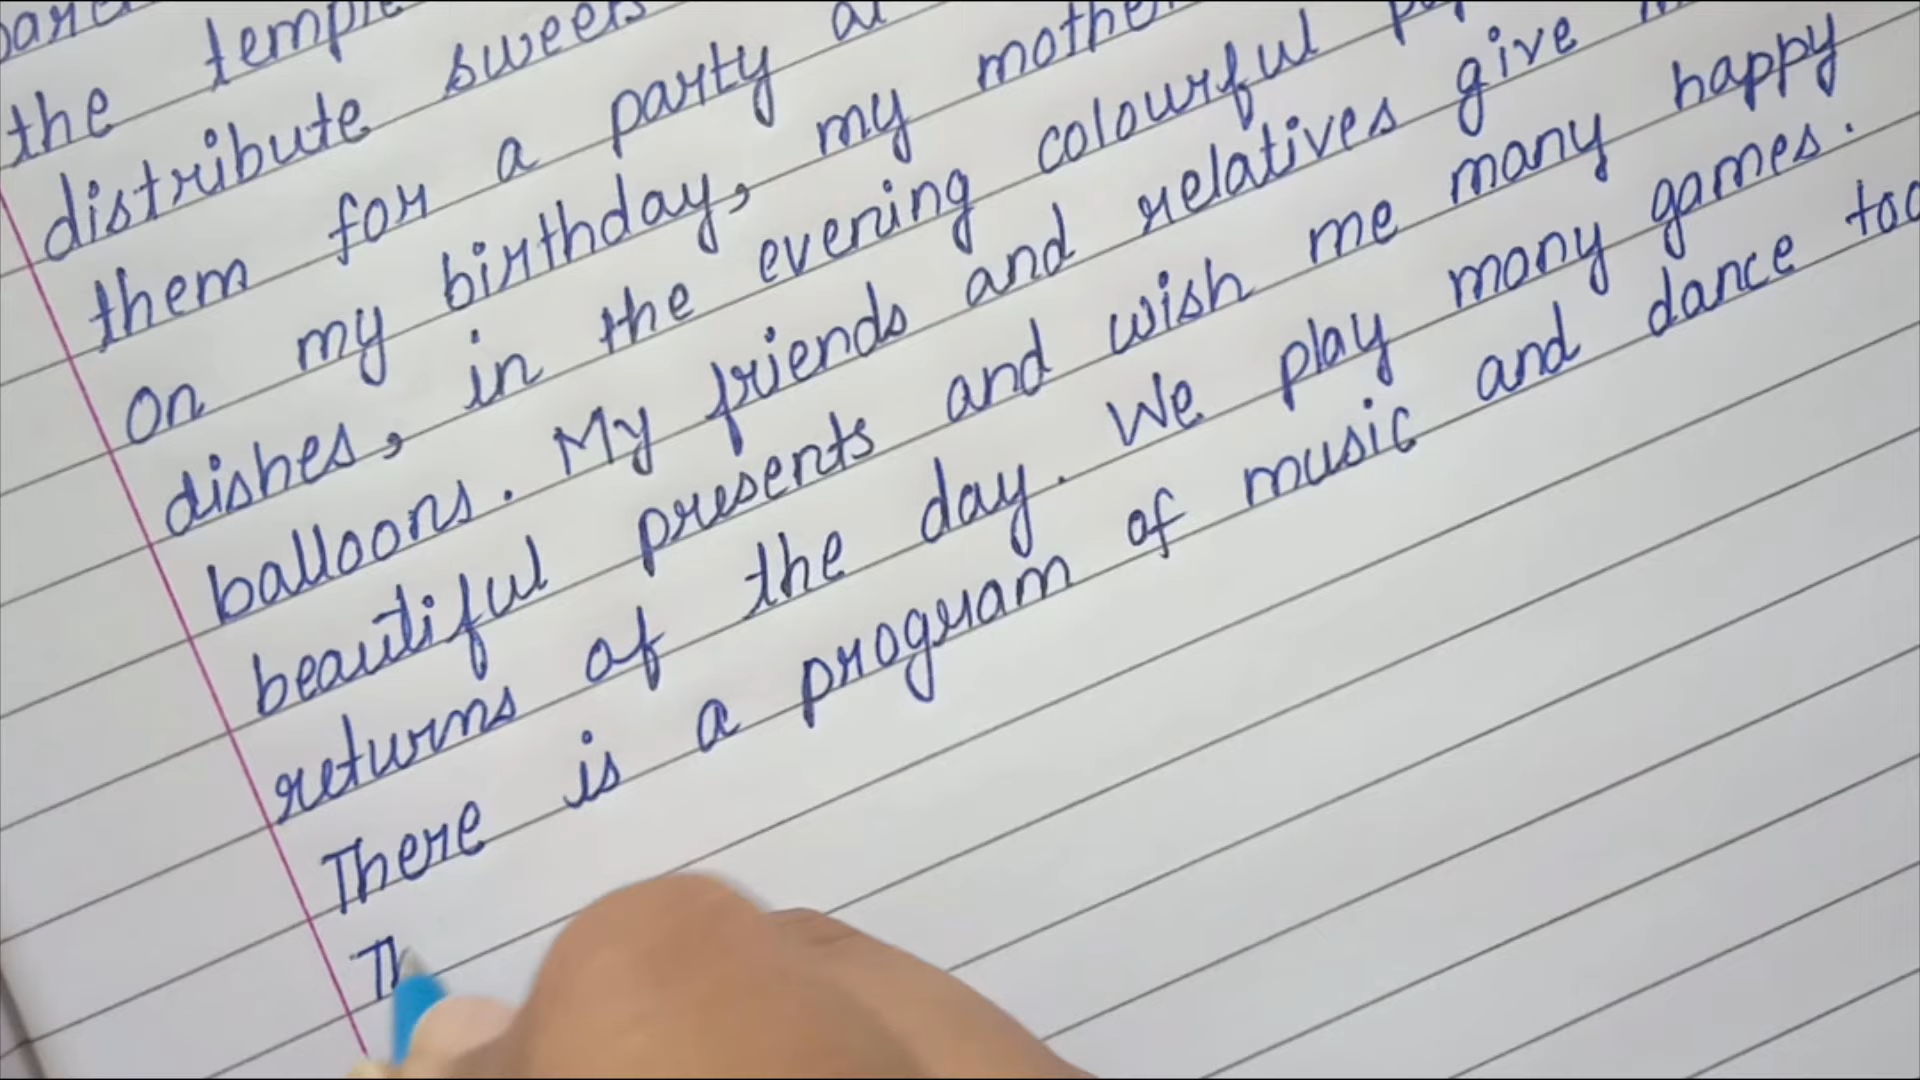 the
distribute sweets
them for a party at
On my birthday, my mother
dishes, in the evening colourful
balloons. My friends and relatives give
beautiful presents and wish me many happy
returns of the day. We play many games.
There is a program of music and dance too
Th